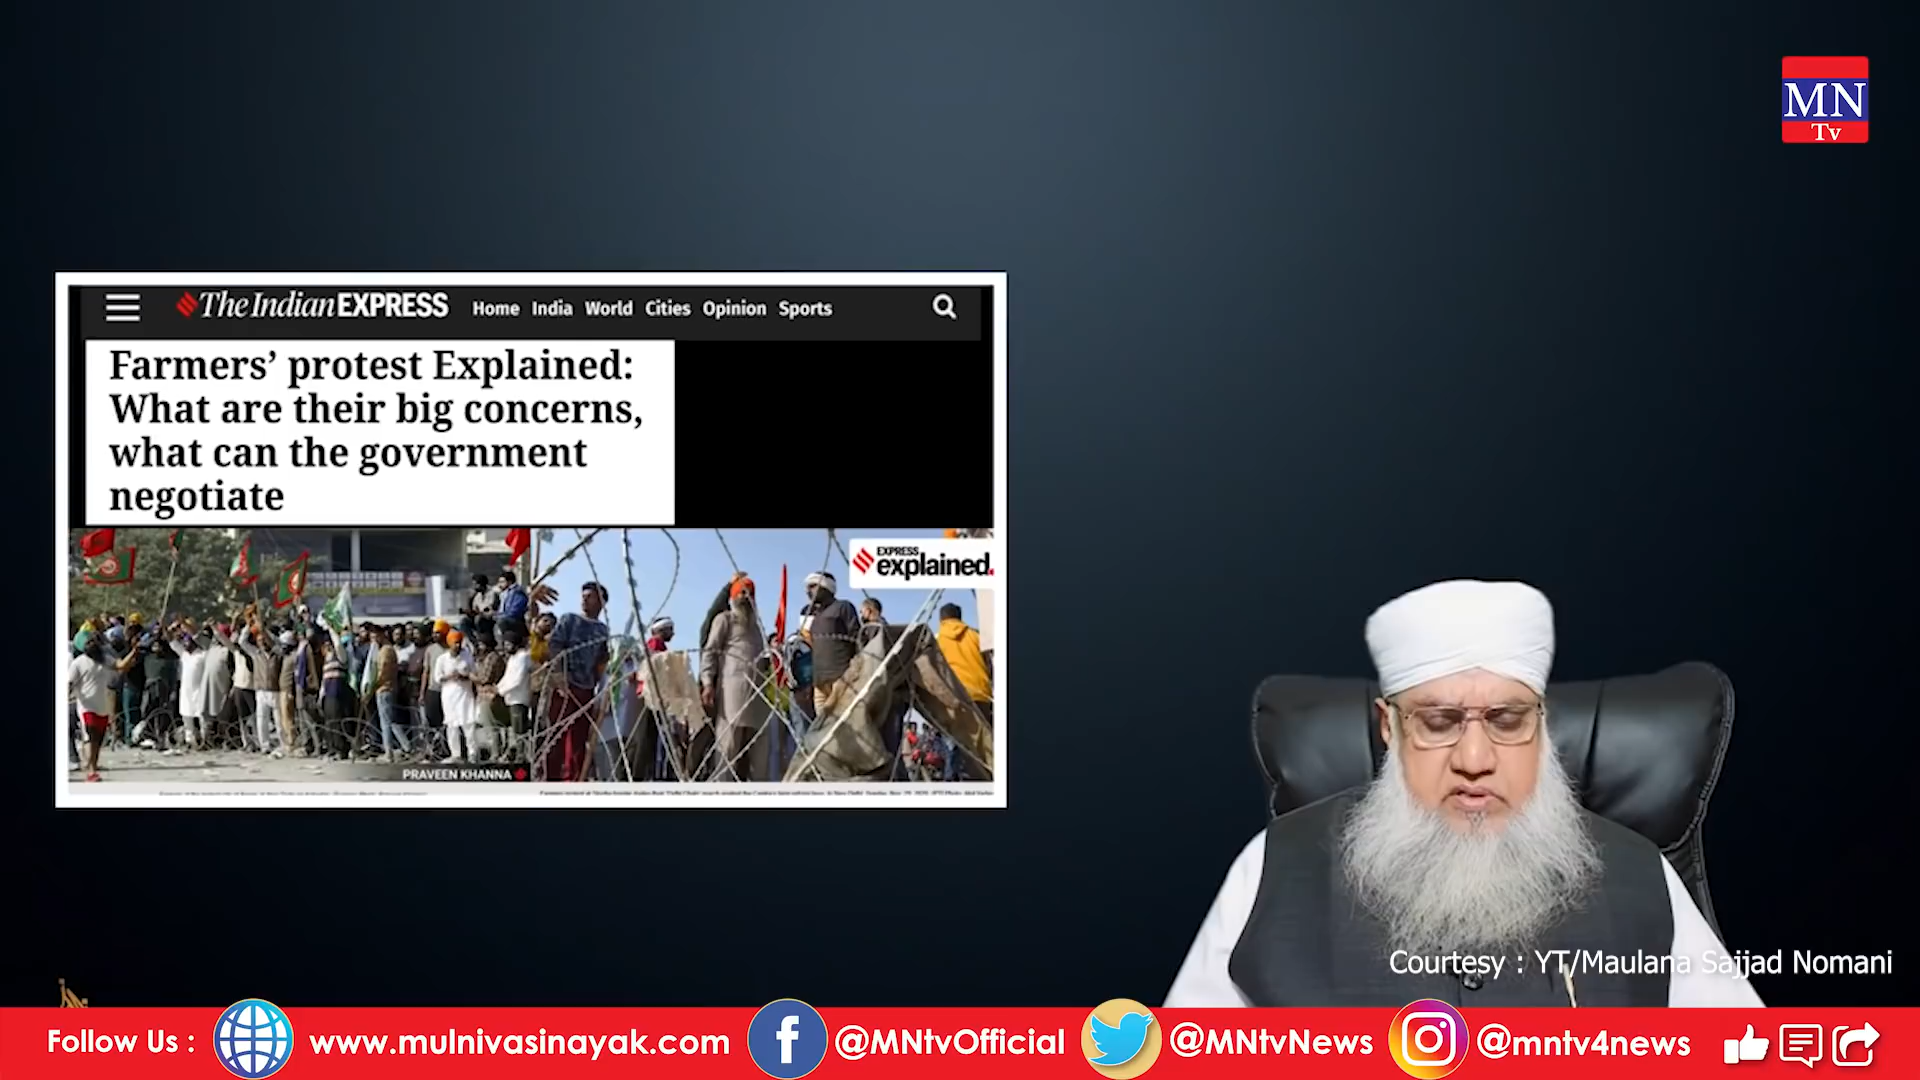 MN
Tv
The Indian EXPRESS Home India World Cities Opinion Sports
Farmers’ protest Explained:
What are their big concerns,
what can the government
negotiate
EXPRESS
explained.
PRAVEEN KHANNA
Courtesy : YT/Maulana Sajjad Nomani
Follow Us : www.mulnivasinayak.com @MNtvOfficial @MNtvNews @mntv4news